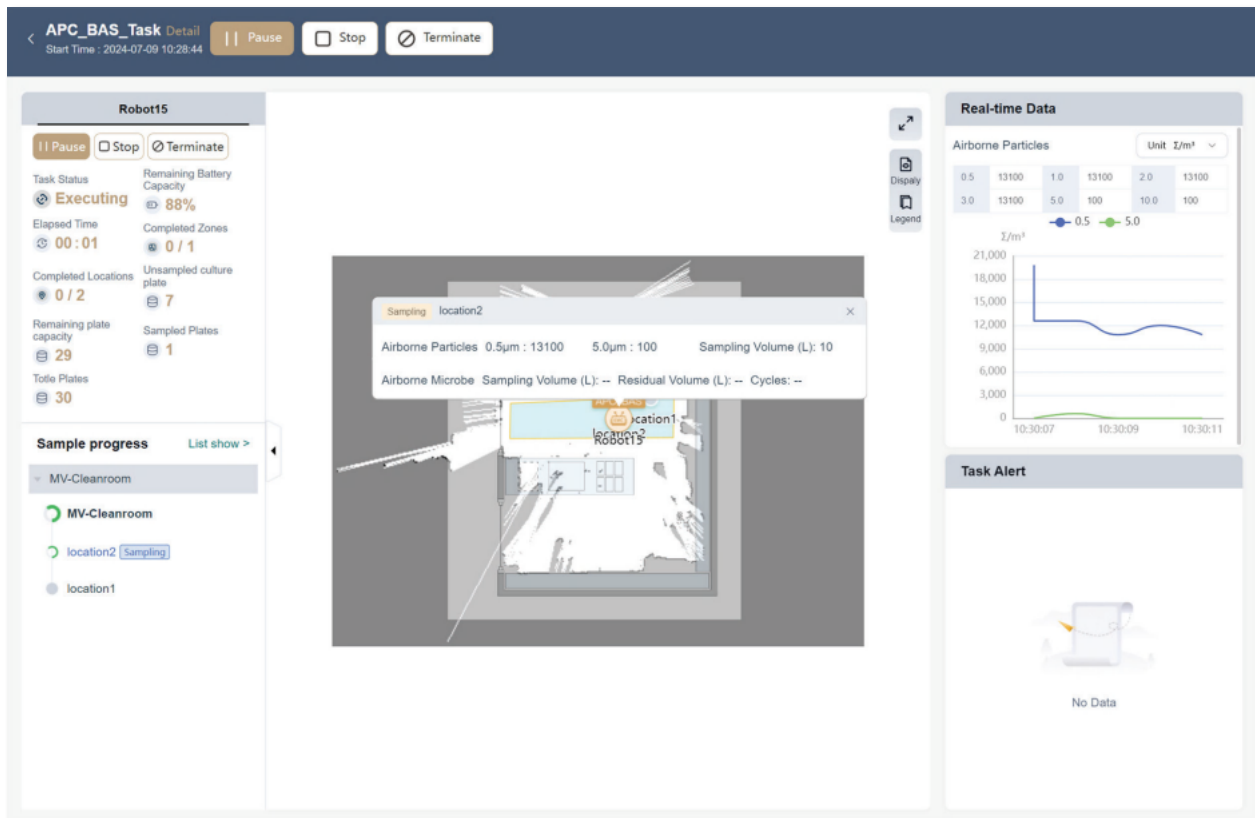 APC_BAS_Task Detail
Start Time : 2024-07-09 10:28:44
Pause
Stop
Terminate
Robot15
Pause
Stop
Terminate
Task Status
Executing
Remaining Battery
Capacity
88%
Elapsed Time
00 : 01
Completed Zones
0 / 1
Completed Locations
0 / 2
Unsampled culture
plate
7
Remaining plate
capacity
29
Sampled Plates
1
Totle Plates
30
Sample progress
List show >
MV-Cleanroom
MV-Cleanroom
location2 Sampling
location1
Dispaly
Legend
Sampling location2
Airborne Particles 0.5μm : 13100 5.0μm : 100 Sampling Volume (L): 10
Airborne Microbe Sampling Volume (L): -- Residual Volume (L): -- Cycles: --
location2
Robot15
Real-time Data
Airborne Particles
Unit Σ/m³
0.5 13100 1.0 13100 2.0 13100
3.0 13100 5.0 100 10.0 100
0.5 5.0
Σ/m³
21,000
18,000
15,000
12,000
9,000
6,000
3,000
0
10:30:07 10:30:09 10:30:11
Task Alert
No Data